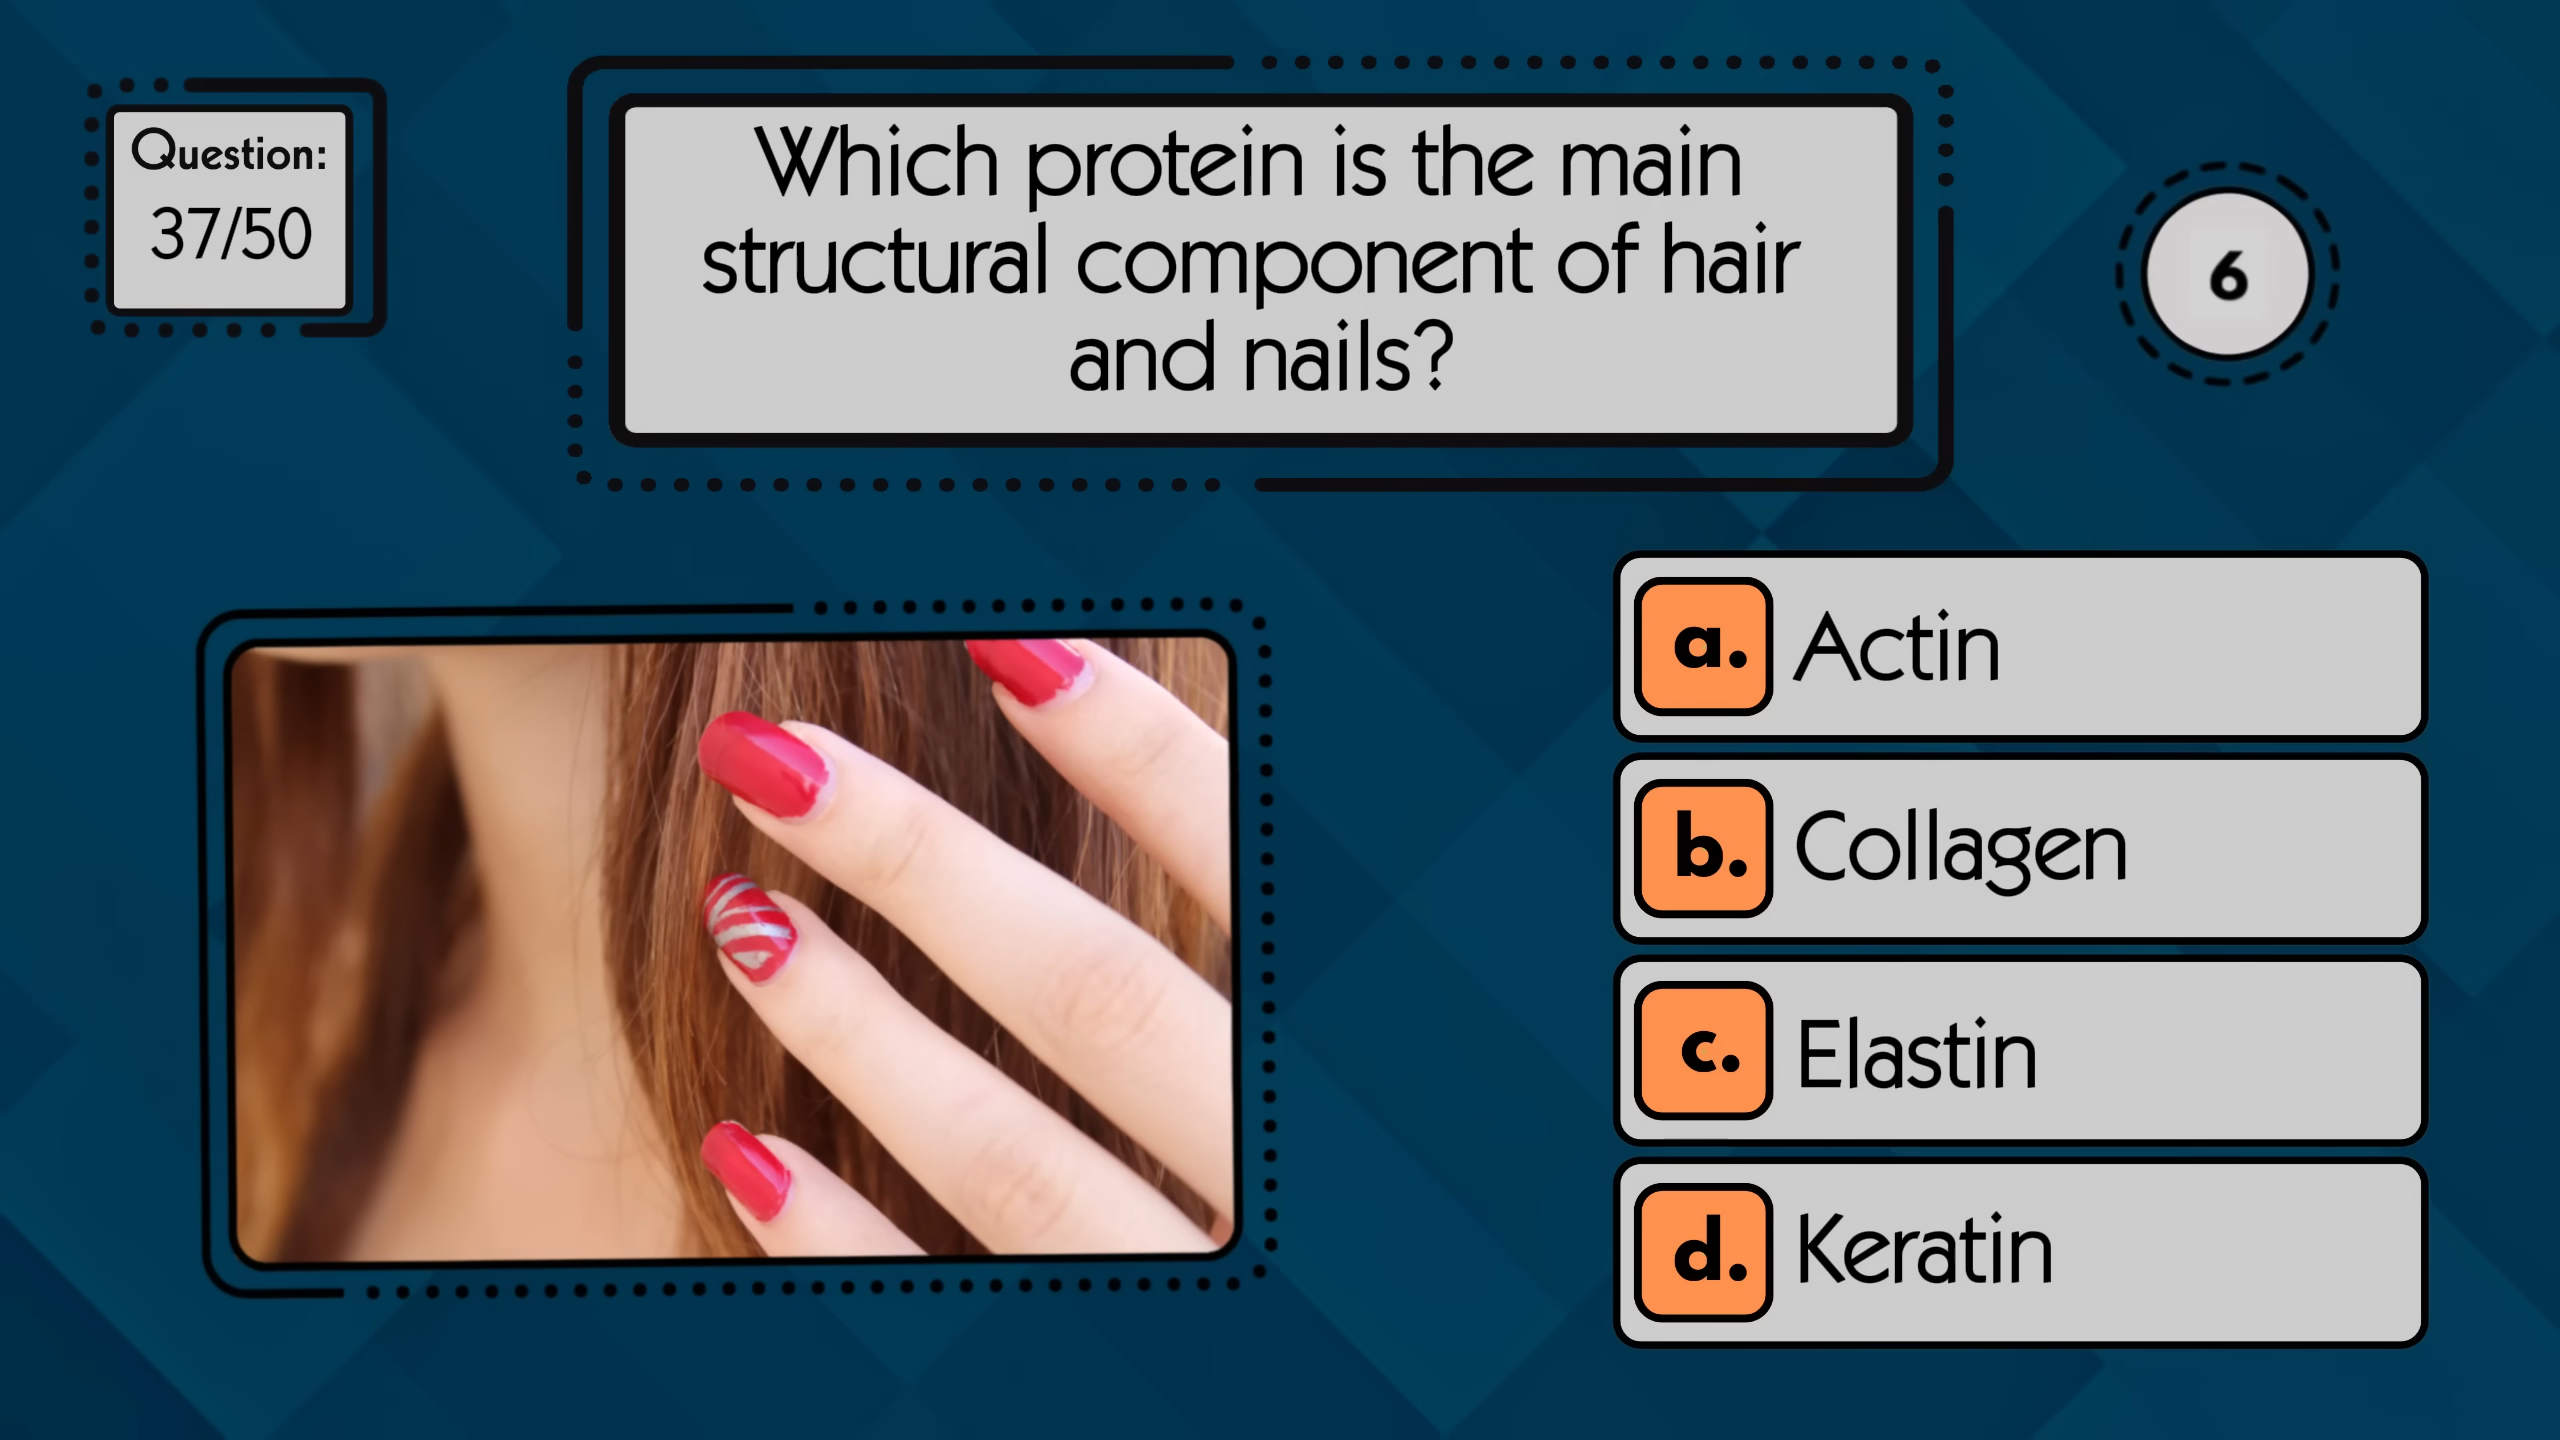 Question:
37/50
Which protein is the main
structural component of hair
and nails?
6
a. Actin
b. Collagen
c. Elastin
d. Keratin